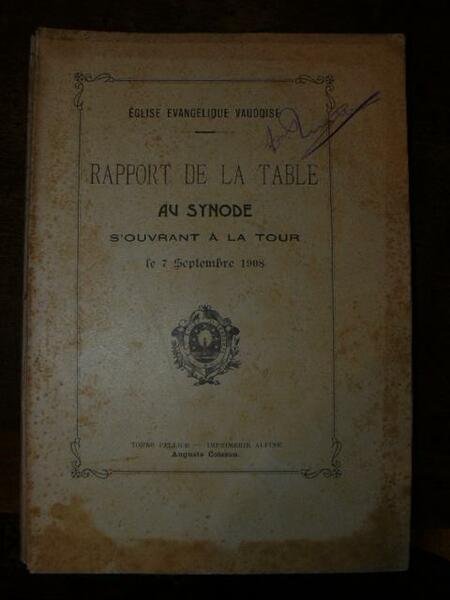 ÉGLISE EVANGÉLIQUE VAUDOISE
RAPPORT DE LA TABLE
AU SYNODE
S'OUVRANT À LA TOUR
le 7 Septembre 1908
TORRE PELLICE — IMPRIMERIE ALPINE
Auguste Coïsson.